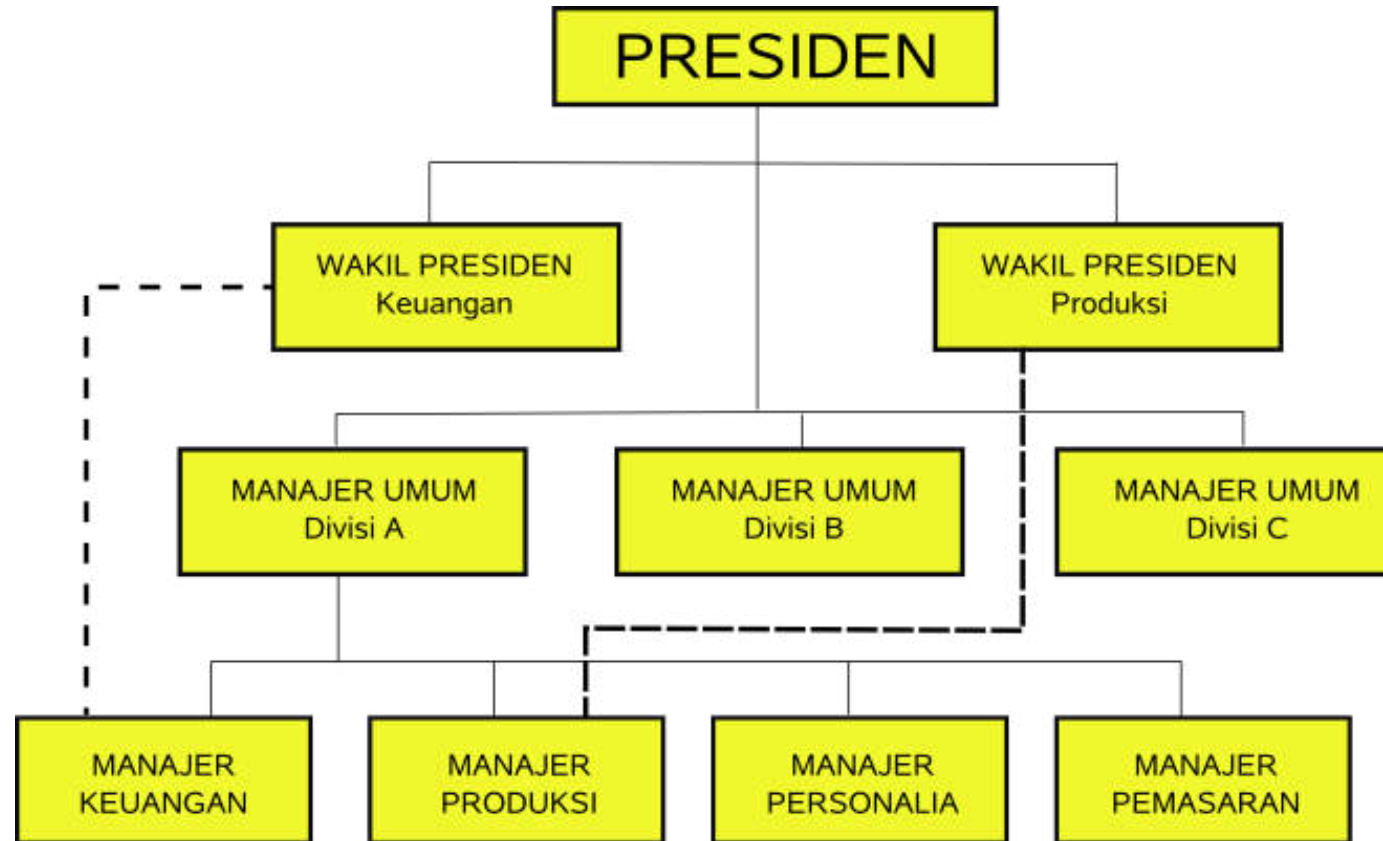 PRESIDEN
WAKIL PRESIDEN
Keuangan
WAKIL PRESIDEN
Produksi
MANAJER UMUM
Divisi A
MANAJER UMUM
Divisi B
MANAJER UMUM
Divisi C
MANAJER
KEUANGAN
MANAJER
PRODUKSI
MANAJER
PERSONALIA
MANAJER
PEMASARAN